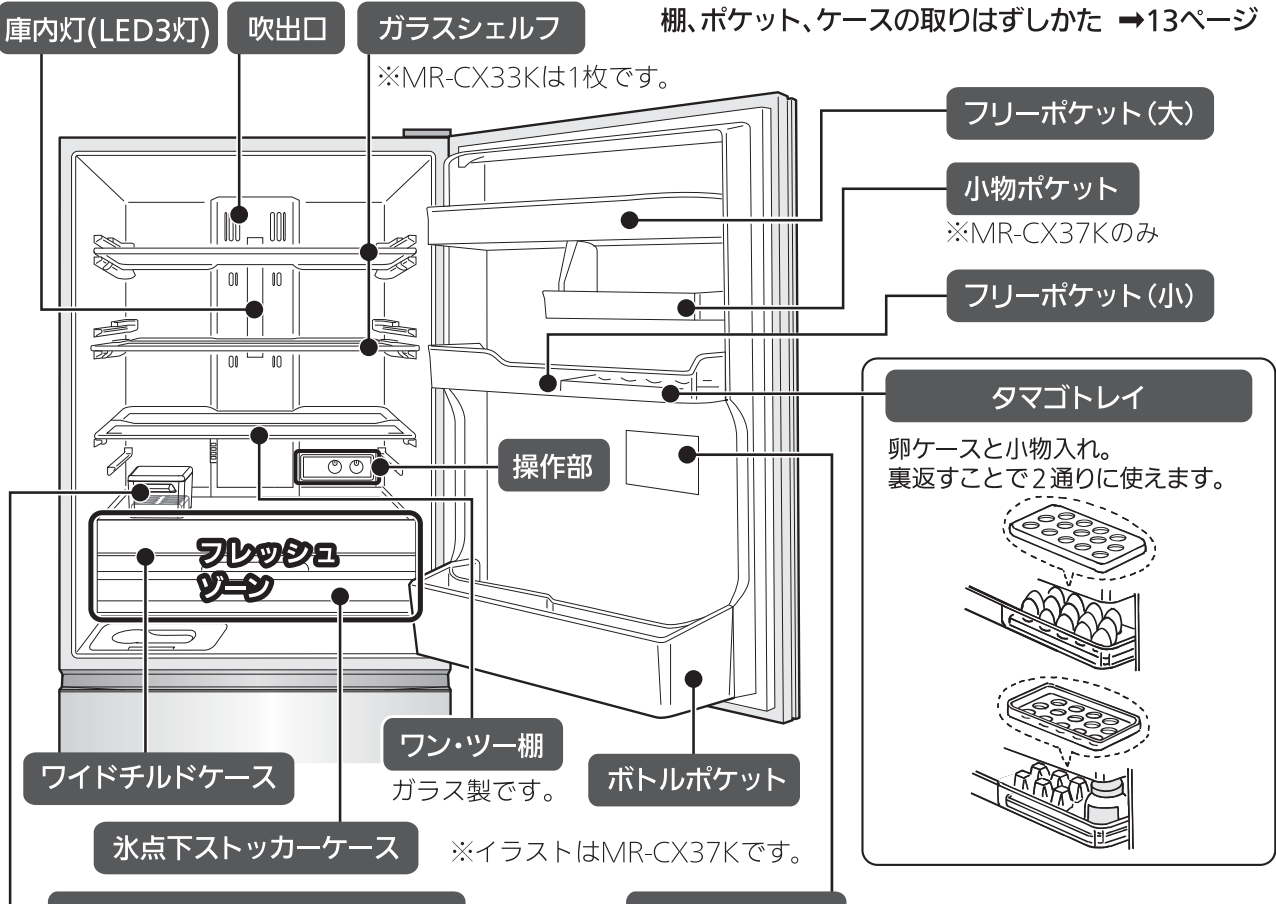 棚、ポケット、ケースの取りはずしかた ➡13ページ
庫内灯(LED3灯)
吹出口
ガラスシェルフ
※MR-CX33Kは1枚です。
フリーポケット(大)
小物ポケット
※MR-CX37Kのみ
フリーポケット(小)
タマゴトレイ
卵ケースと小物入れ。
裏返すことで2通りに使えます。
操作部
フレッシュ
ゾーン
ワン・ツー棚
ガラス製です。
ワイドチルドケース
ボトルポケット
氷点下ストッカーケース
※イラストはMR-CX37Kです。